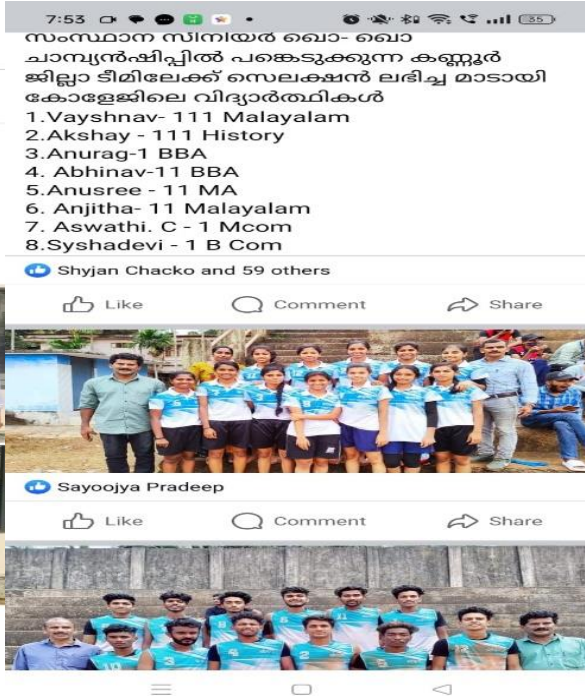 7:53
35
സംസ്ഥാന സീനിയർ ഖൊ- ഖൊ
ചാമ്പ്യൻഷിപ്പിൽ പങ്കെടുക്കുന്ന കണ്ണൂർ
ജില്ലാ ടീമിലേക്ക് സെലക്ഷൻ ലഭിച്ച മാടായി
കോളേജിലെ വിദ്യാർത്ഥികൾ
1.Vayshnav- 111 Malayalam
2.Akshay - 111 History
3.Anurag-1 BBA
4. Abhinav-11 BBA
5.Anusree - 11 MA
6. Anjitha- 11 Malayalam
7. Aswathi. C - 1 Mcom
8.Syshadevi - 1 B Com
Shyjan Chacko and 59 others
Like Comment Share
Sayoojya Pradeep
Like Comment Share